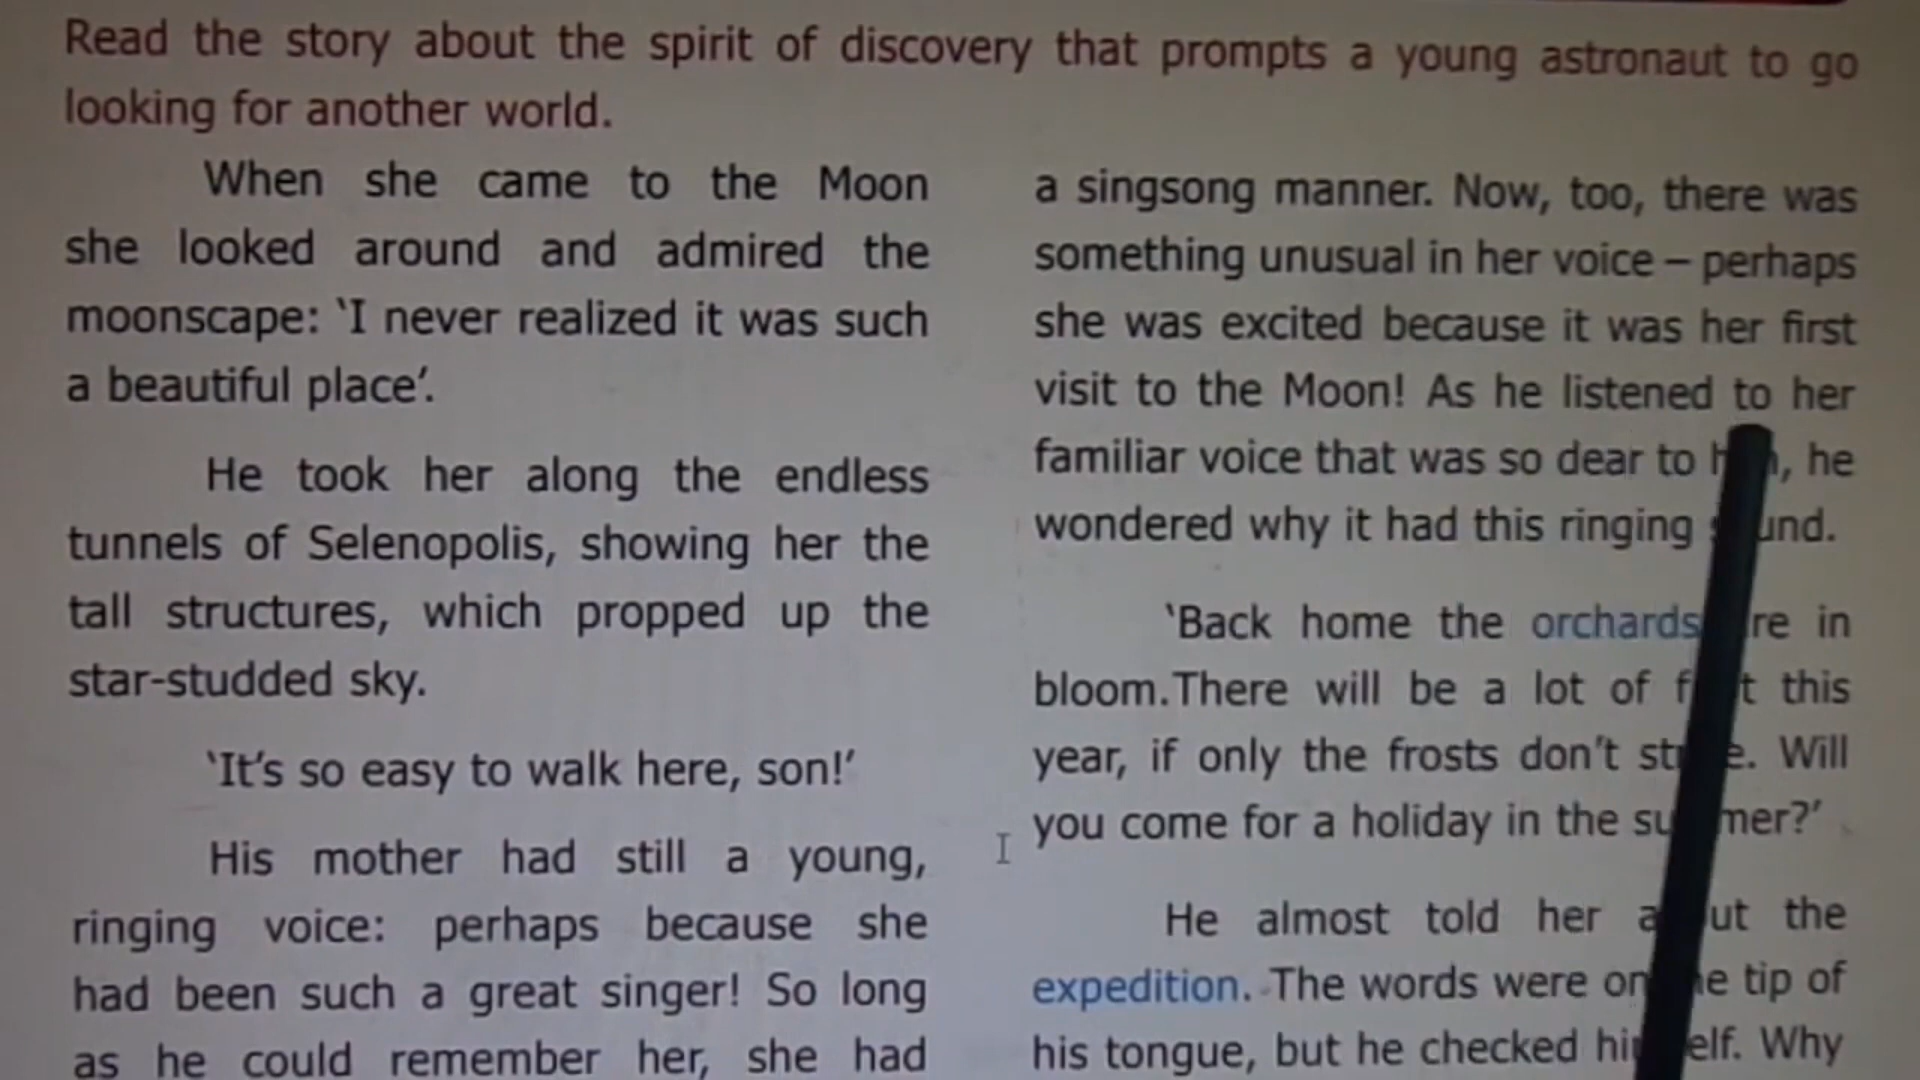 Read the story about the spirit of discovery that prompts a young astronaut to go
looking for another world.
When she came to the Moon
she looked around and admired the
moonscape: ‘I never realized it was such
a beautiful place’.
He took her along the endless
tunnels of Selenopolis, showing her the
tall structures, which propped up the
star-studded sky.
‘It’s so easy to walk here, son!’
His mother had still a young,
ringing voice: perhaps because she
had been such a great singer! So long
as he could remember her, she had
a singsong manner. Now, too, there was
something unusual in her voice – perhaps
she was excited because it was her first
visit to the Moon! As he listened to her
familiar voice that was so dear to he
wondered why it had this ringing
‘Back home the orchards in
bloom.There will be a lot of this
year, if only the frosts don’t Will
you come for a holiday in the
He almost told her the
expedition. The words were tip of
his tongue, but he checked Why